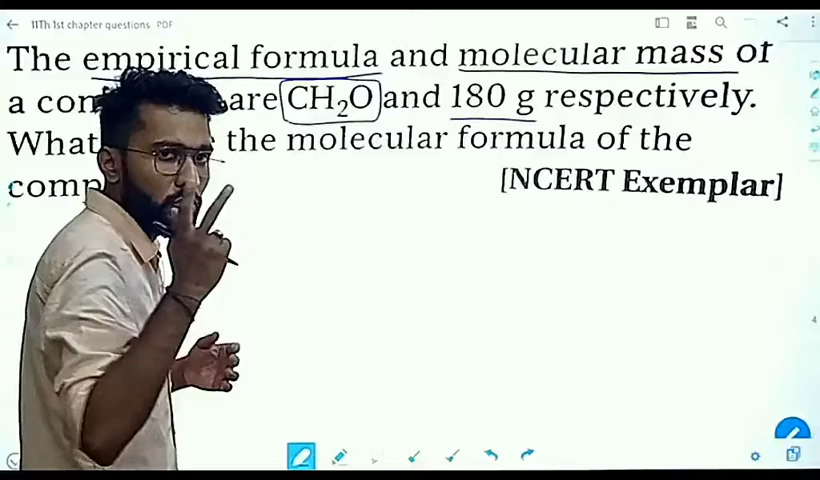 11Th 1st chapter questions PDF
The empirical formula and molecular mass of
a com are CH₂O and 180 g respectively.
What the molecular formula of the
comp
[NCERT Exemplar]
4